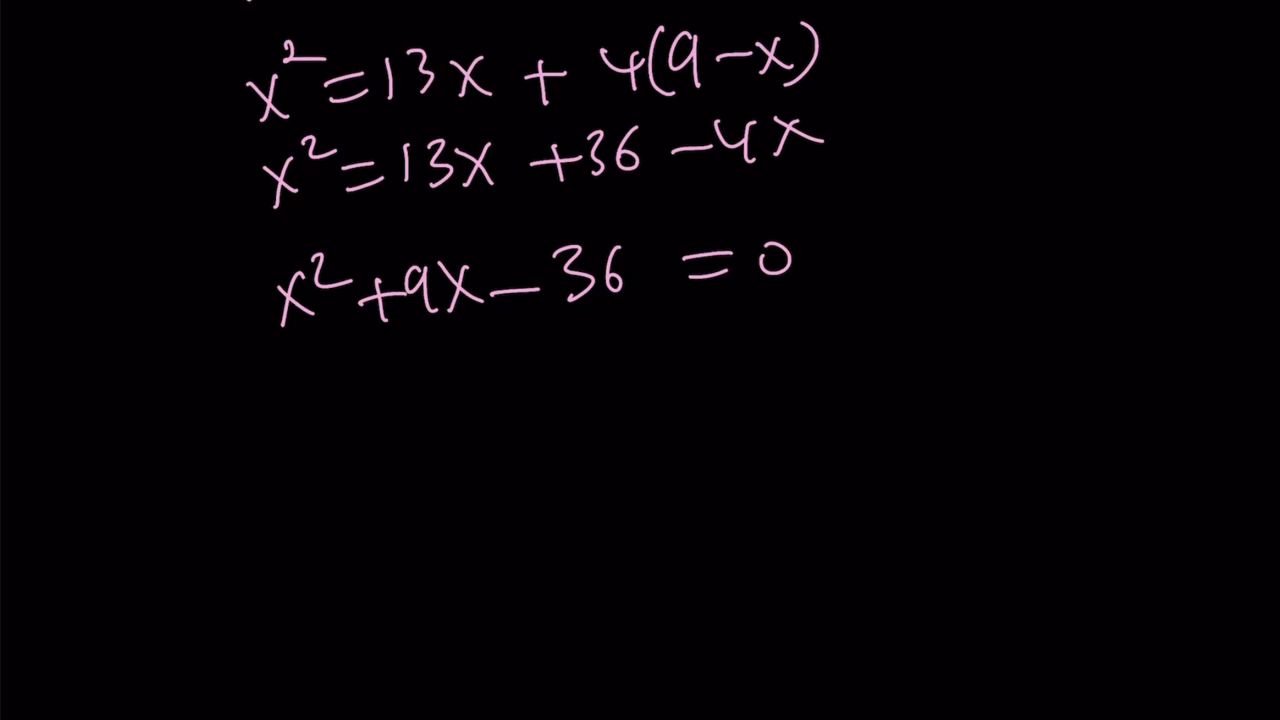 x² = 13x + 4(9 - x)
x² = 13x + 36 - 4x
x² + 9x - 36 = 0